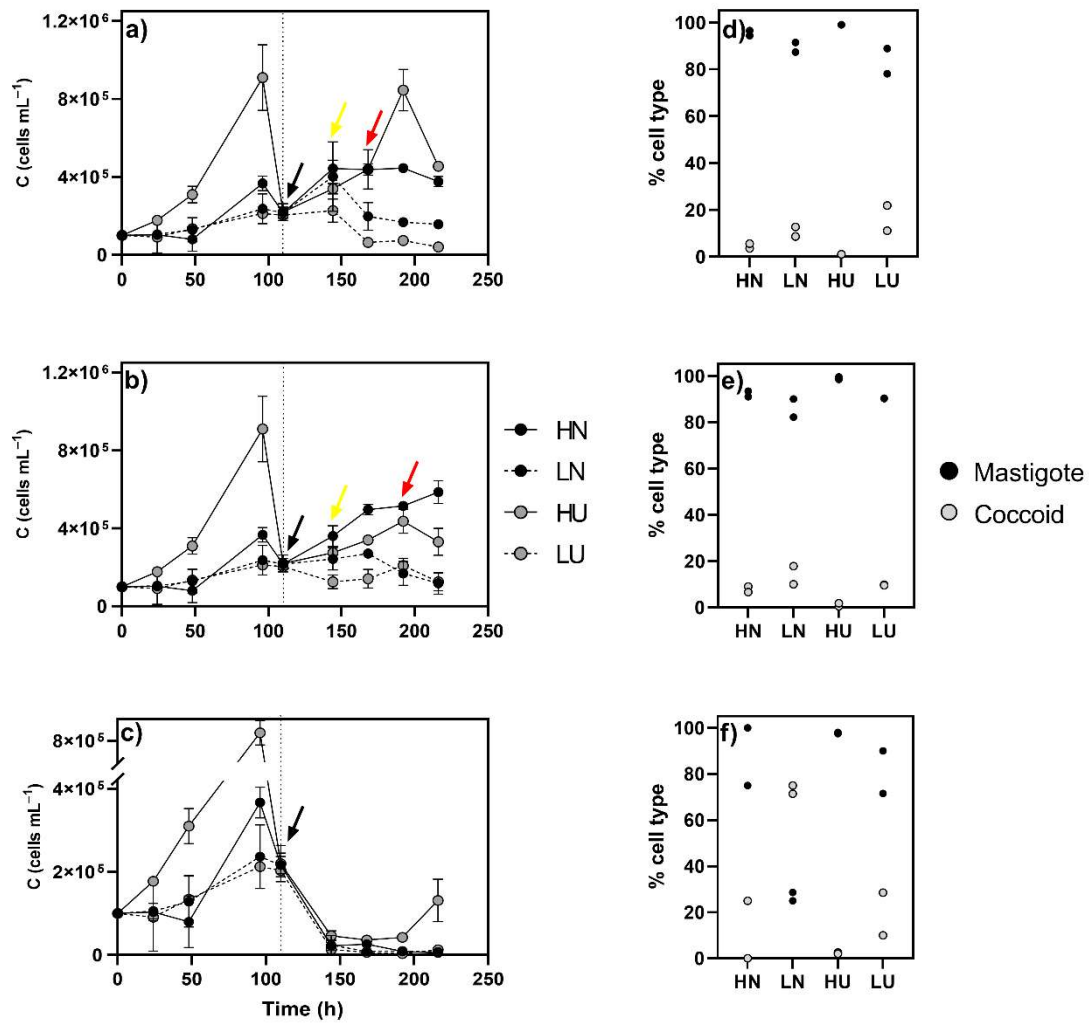 a)
C (cells mL⁻¹)
1.2×10⁶
8×10⁵
4×10⁵
0
0 50 100 150 200 250
d)
% cell type
100
80
60
40
20
0
HN LN HU LU
b)
C (cells mL⁻¹)
1.2×10⁶
8×10⁵
4×10⁵
0
0 50 100 150 200 250
HN
LN
HU
LU
e)
% cell type
100
80
60
40
20
0
HN LN HU LU
Mastigote
Coccoid
c)
C (cells mL⁻¹)
8×10⁵
4×10⁵
2×10⁵
0
0 50 100 150 200 250
Time (h)
f)
% cell type
100
80
60
40
20
0
HN LN HU LU